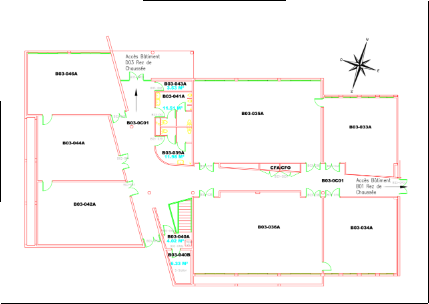 Accès Bâtiment
B03 Rez de
Chaussée
B03-046A
B03-043A
B03-041A
B03-0C01
B03-035A
B03-033A
B03-044A
B03-039A
CFA/CFO
B03-0C01
Accès Bâtiment
B01 Rez de
Chaussée
B03-042A
B03-038A
B03-034A
B03-040A
B03-040B